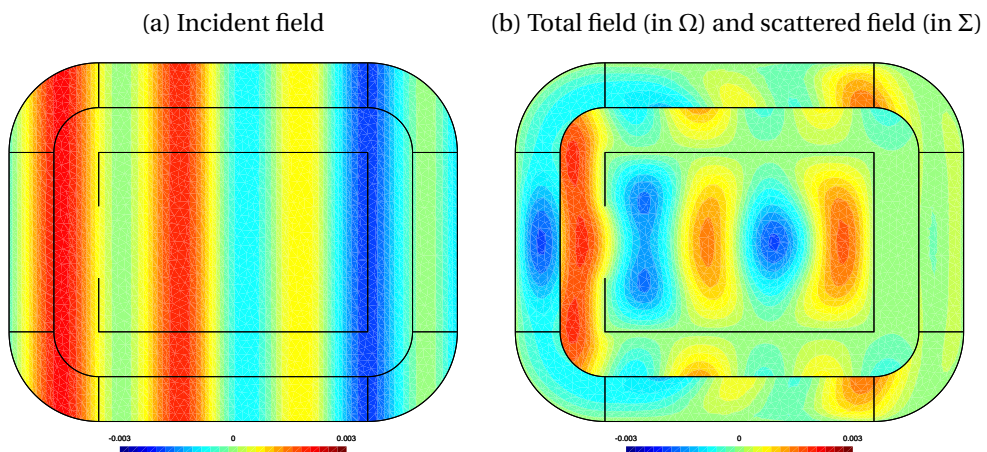 (a) Incident field
(b) Total field (in Ω) and scattered field (in Σ)
-0.003 0 0.003
-0.003 0 0.003